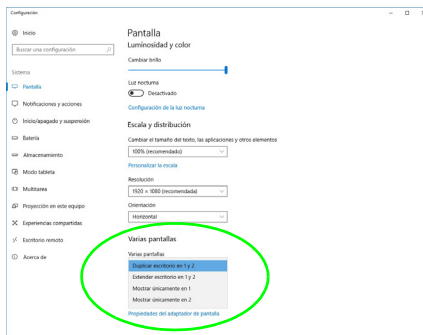 Configuración
Inicio
Buscar una configuración
Sistema
Pantalla
Notificaciones y acciones
Inicio/apagado y suspensión
Batería
Almacenamiento
Modo tableta
Multitarea
Proyección en este equipo
Experiencias compartidas
Escritorio remoto
Acerca de
Pantalla
Luminosidad y color
Cambiar brillo
Luz nocturna
Desactivado
Configuración de la luz nocturna
Escala y distribución
Cambiar el tamaño del texto, las aplicaciones y otros elementos
100% (recomendado)
Personalizar la escala
Resolución
1920 × 1080 (recomendada)
Orientación
Horizontal
Varias pantallas
Varias pantallas
Duplicar escritorio en 1 y 2
Extender escritorio en 1 y 2
Mostrar únicamente en 1
Mostrar únicamente en 2
Propiedades del adaptador de pantalla